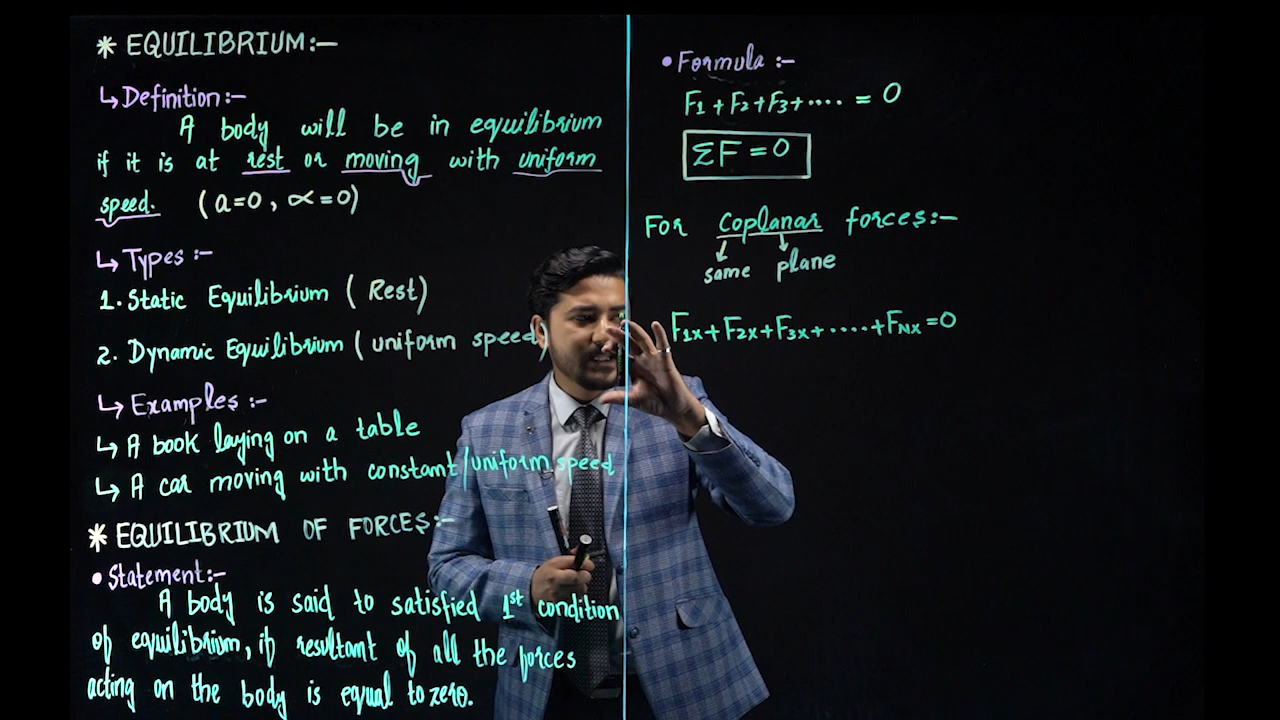 * EQUILIBRIUM:-
↳ Definition:-
A body will be in equilibrium
if it is at rest or moving with uniform
speed. (a=0, ∝=0)
↳ Types:-
1. Static Equilibrium (Rest)
2. Dynamic Equilibrium (uniform speed)
↳ Examples:-
↳ A book laying on a table
↳ A car moving with constant/uniform speed
* EQUILIBRIUM OF FORCES:-
• Statement:-
A body is said to satisfied 1st condition
of equilibrium, if resultant of all the forces
acting on the body is equal to zero.
• Formula:-
F1+F2+F3+.... = 0
ΣF = 0
For Coplanar forces:-
same plane
F1x+F2x+F3x+.....+FNx=0